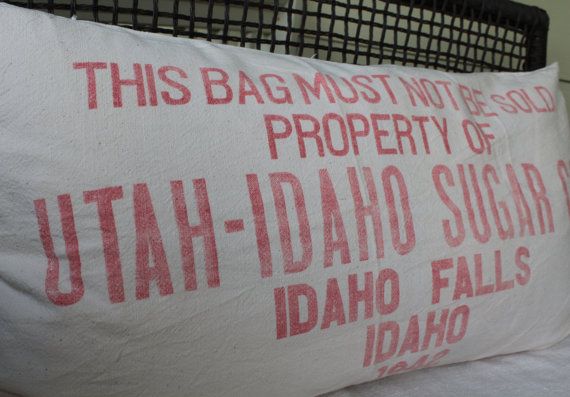 THIS BAG MUST NOT BE SOLD
PROPERTY OF
UTAH-IDAHO SUGAR
IDAHO FALLS
IDAHO